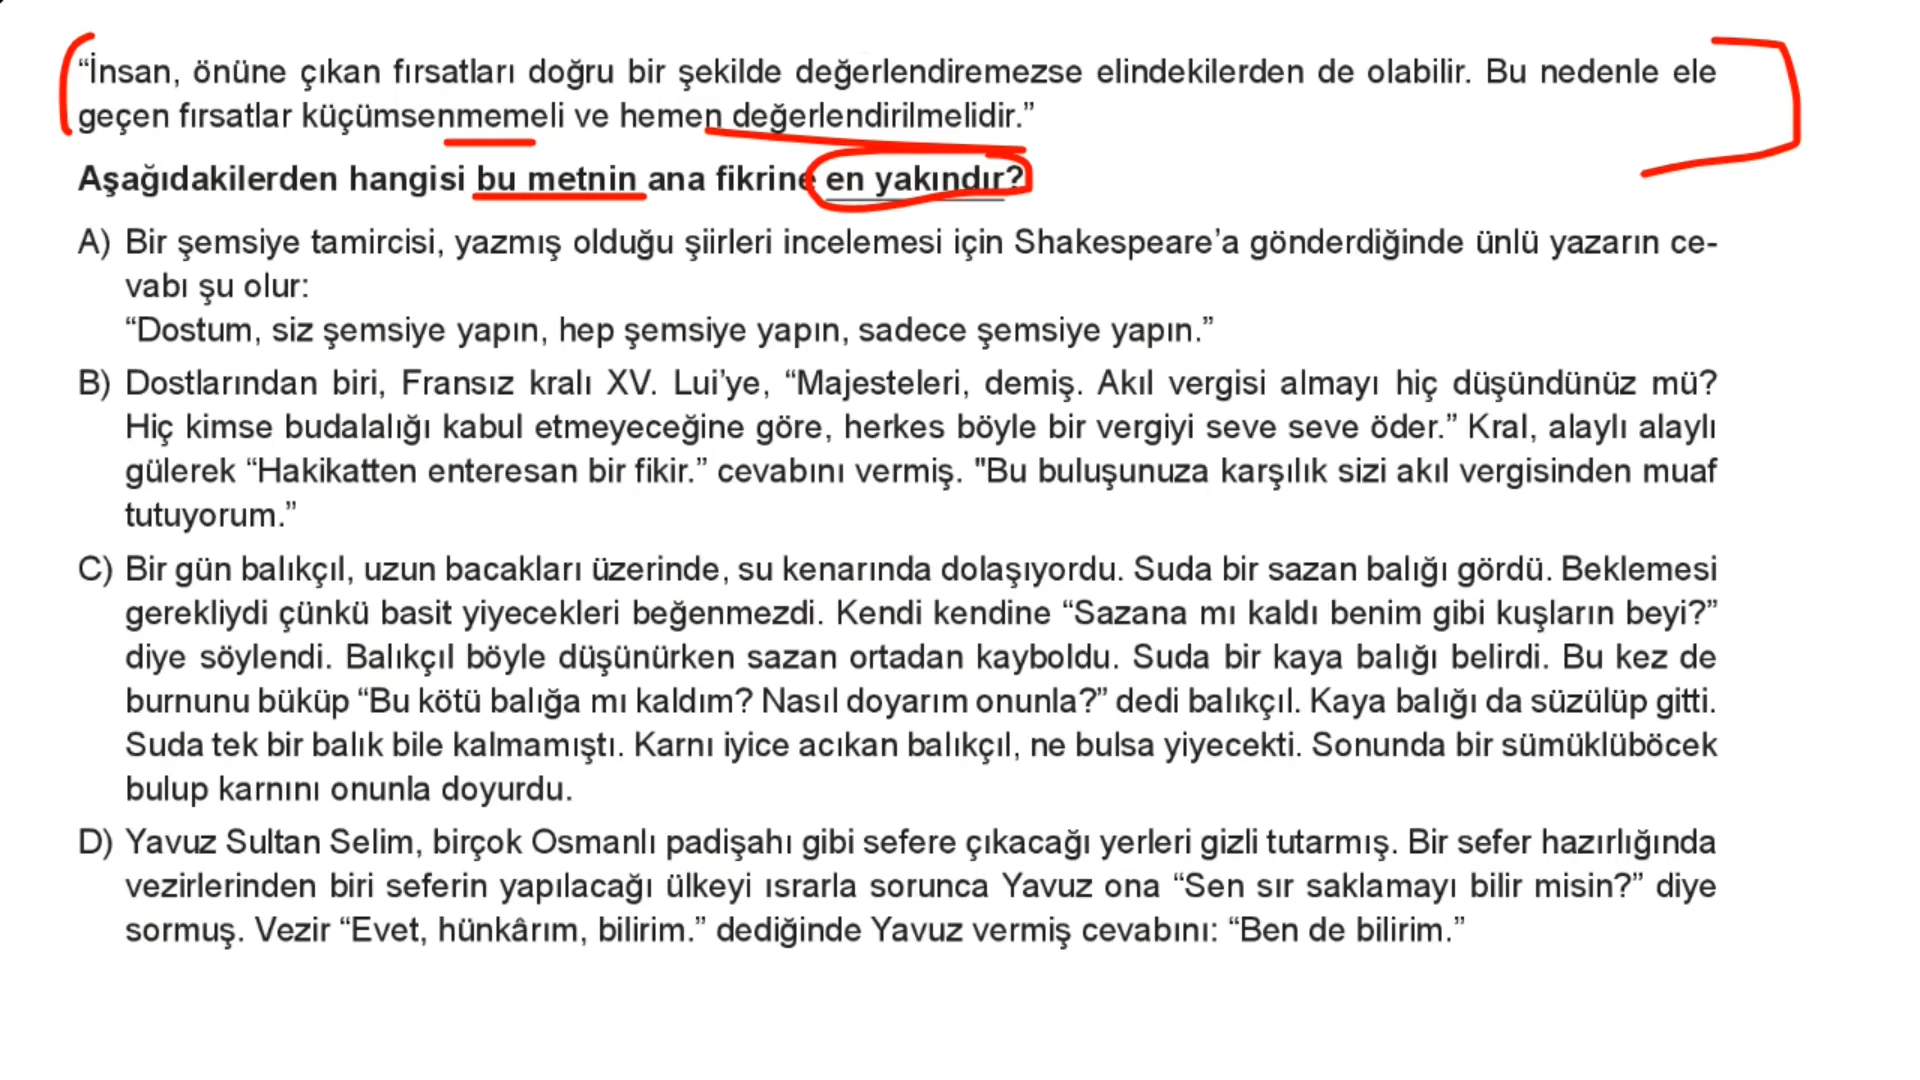 “İnsan, önüne çıkan fırsatları doğru bir şekilde değerlendiremezse elindekilerden de olabilir. Bu nedenle ele
geçen fırsatlar küçümsenmemeli ve hemen değerlendirilmelidir.”
Aşağıdakilerden hangisi bu metnin ana fikrine en yakındır?
A) Bir şemsiye tamircisi, yazmış olduğu şiirleri incelemesi için Shakespeare’a gönderdiğinde ünlü yazarın ce-
vabı şu olur:
“Dostum, siz şemsiye yapın, hep şemsiye yapın, sadece şemsiye yapın.”
B) Dostlarından biri, Fransız kralı XV. Lui’ye, “Majesteleri, demiş. Akıl vergisi almayı hiç düşündünüz mü?
Hiç kimse budalalığı kabul etmeyeceğine göre, herkes böyle bir vergiyi seve seve öder.” Kral, alaylı alaylı
gülerek “Hakikatten enteresan bir fikir.” cevabını vermiş. "Bu buluşunuza karşılık sizi akıl vergisinden muaf
tutuyorum.”
C) Bir gün balıkçıl, uzun bacakları üzerinde, su kenarında dolaşıyordu. Suda bir sazan balığı gördü. Beklemesi
gerekliydi çünkü basit yiyecekleri beğenmezdi. Kendi kendine “Sazana mı kaldı benim gibi kuşların beyi?”
diye söylendi. Balıkçıl böyle düşünürken sazan ortadan kayboldu. Suda bir kaya balığı belirdi. Bu kez de
burnunu büküp “Bu kötü balığa mı kaldım? Nasıl doyarım onunla?” dedi balıkçıl. Kaya balığı da süzülüp gitti.
Suda tek bir balık bile kalmamıştı. Karnı iyice acıkan balıkçıl, ne bulsa yiyecekti. Sonunda bir sümüklüböcek
bulup karnını onunla doyurdu.
D) Yavuz Sultan Selim, birçok Osmanlı padişahı gibi sefere çıkacağı yerleri gizli tutarmış. Bir sefer hazırlığında
vezirlerinden biri seferin yapılacağı ülkeyi ısrarla sorunca Yavuz ona “Sen sır saklamayı bilir misin?” diye
sormuş. Vezir “Evet, hünkârım, bilirim.” dediğinde Yavuz vermiş cevabını: “Ben de bilirim.”